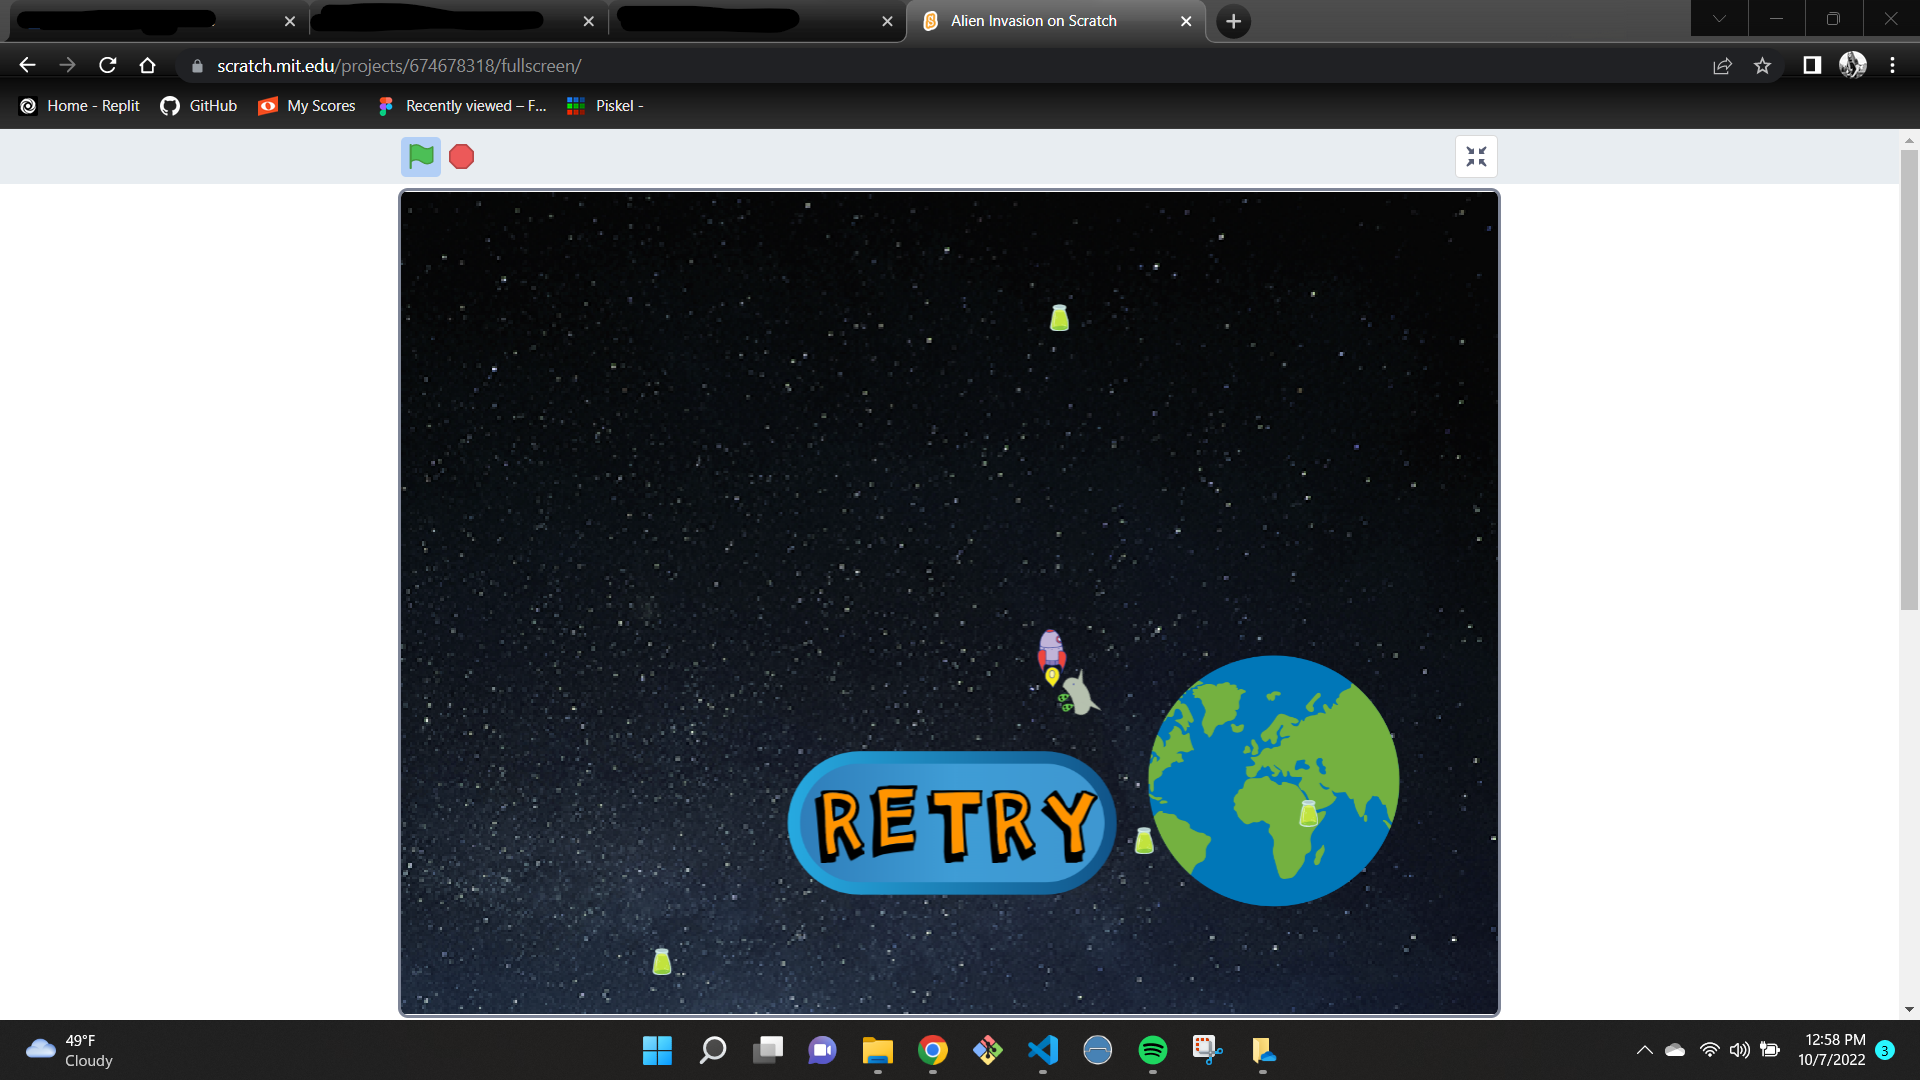 Alien Invasion on Scratch
scratch.mit.edu/projects/674678318/fullscreen/
Home - Replit
GitHub
My Scores
Recently viewed – F...
Piskel -
RETRY
49°F
Cloudy
12:58 PM
10/7/2022
3